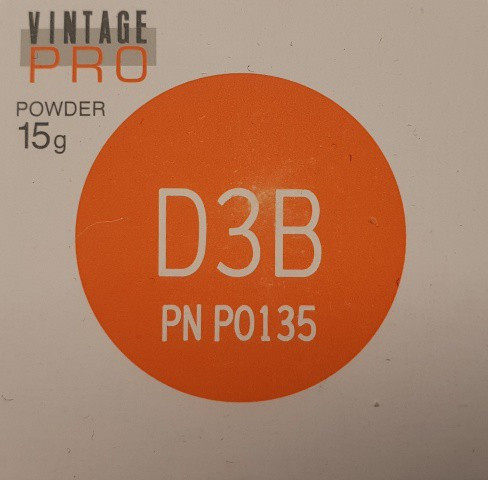 VINTAGE
PRO
POWDER
15g
D3B
PN P0135